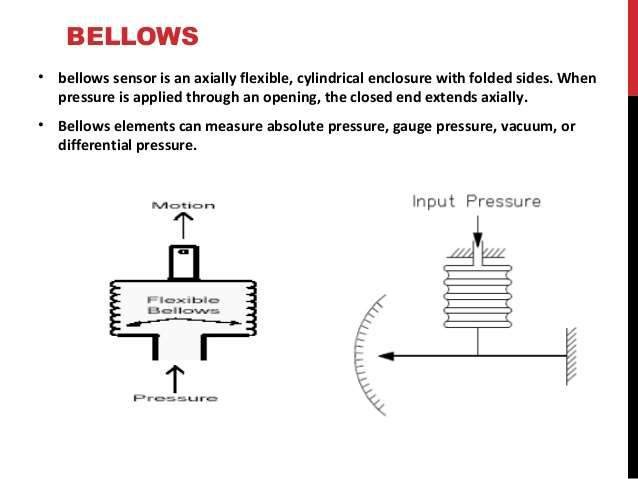 BELLOWS
• bellows sensor is an axially flexible, cylindrical enclosure with folded sides. When
pressure is applied through an opening, the closed end extends axially.
• Bellows elements can measure absolute pressure, gauge pressure, vacuum, or
differential pressure.
Motion
Flexible
Bellows
Pressure
Input Pressure